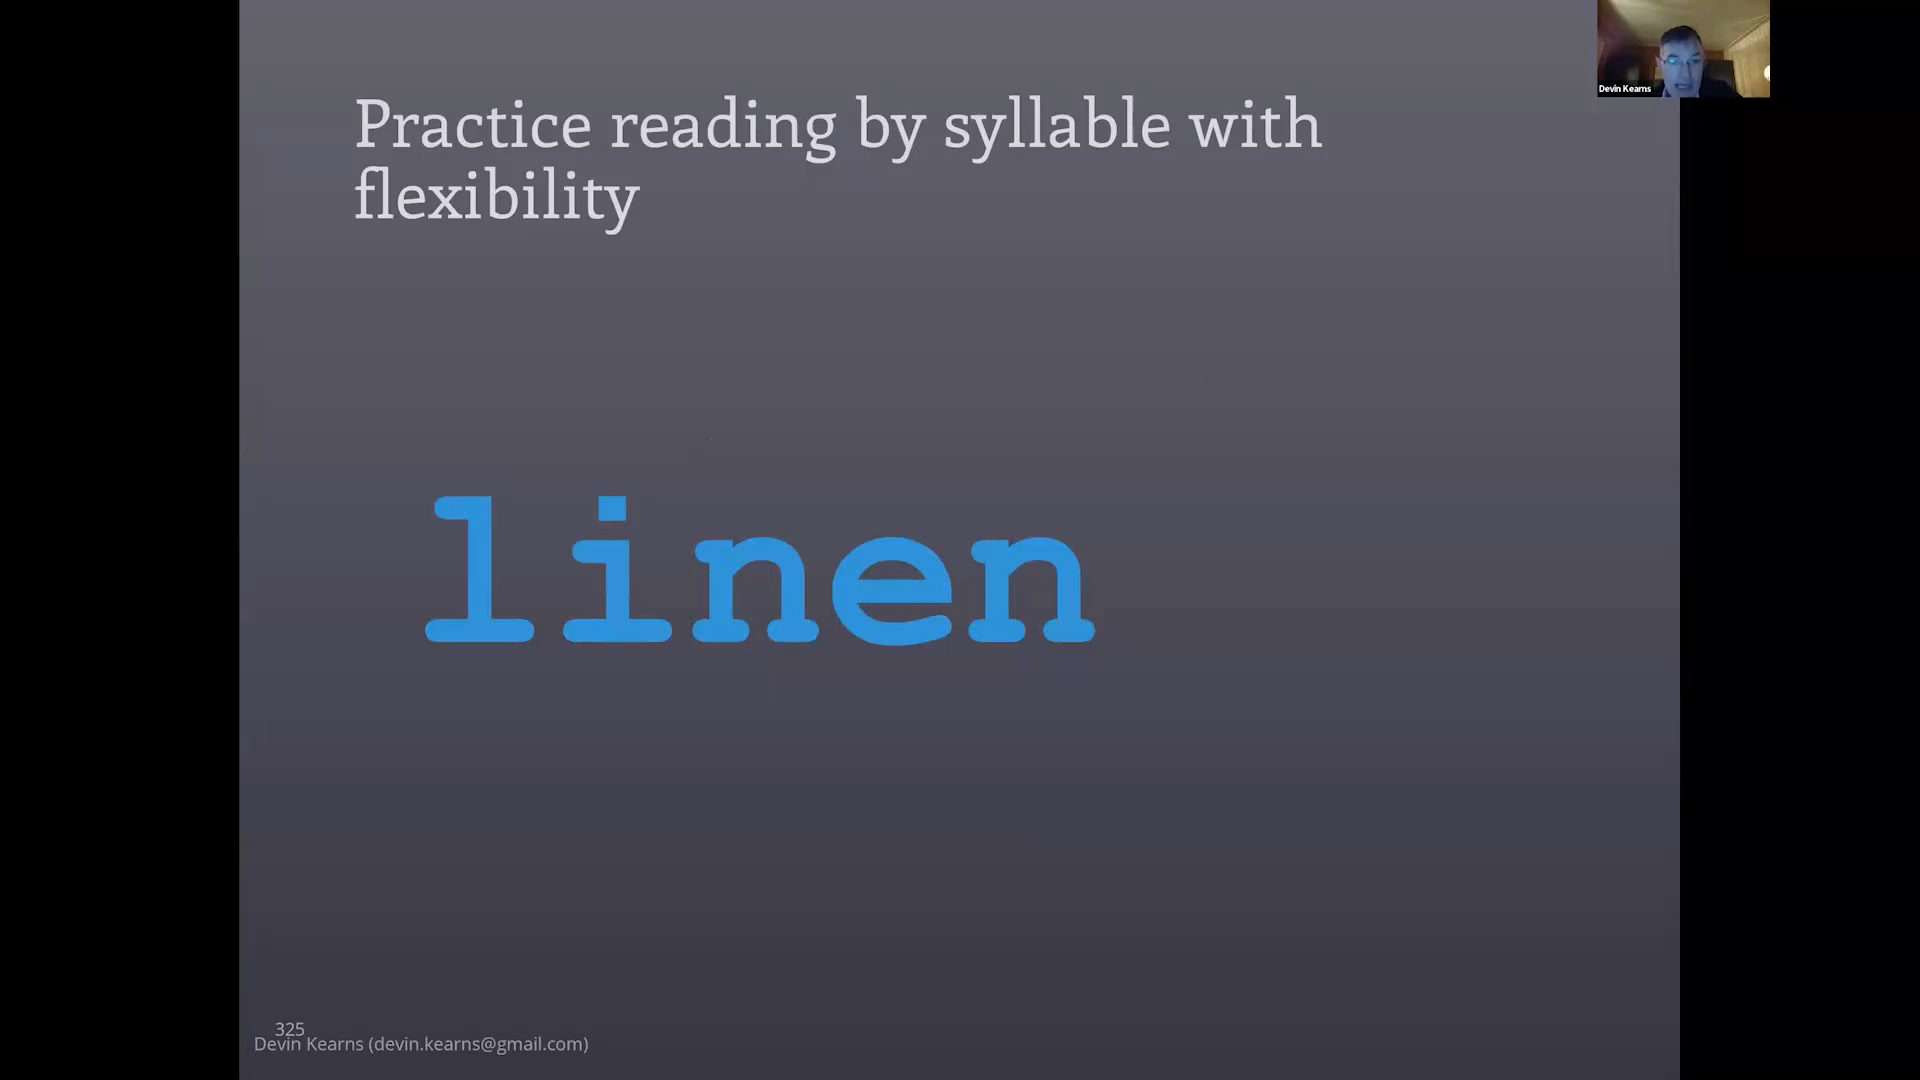 Practice reading by syllable with
flexibility
linen
325
Devin Kearns (devin.kearns@gmail.com)
Devin Kearns